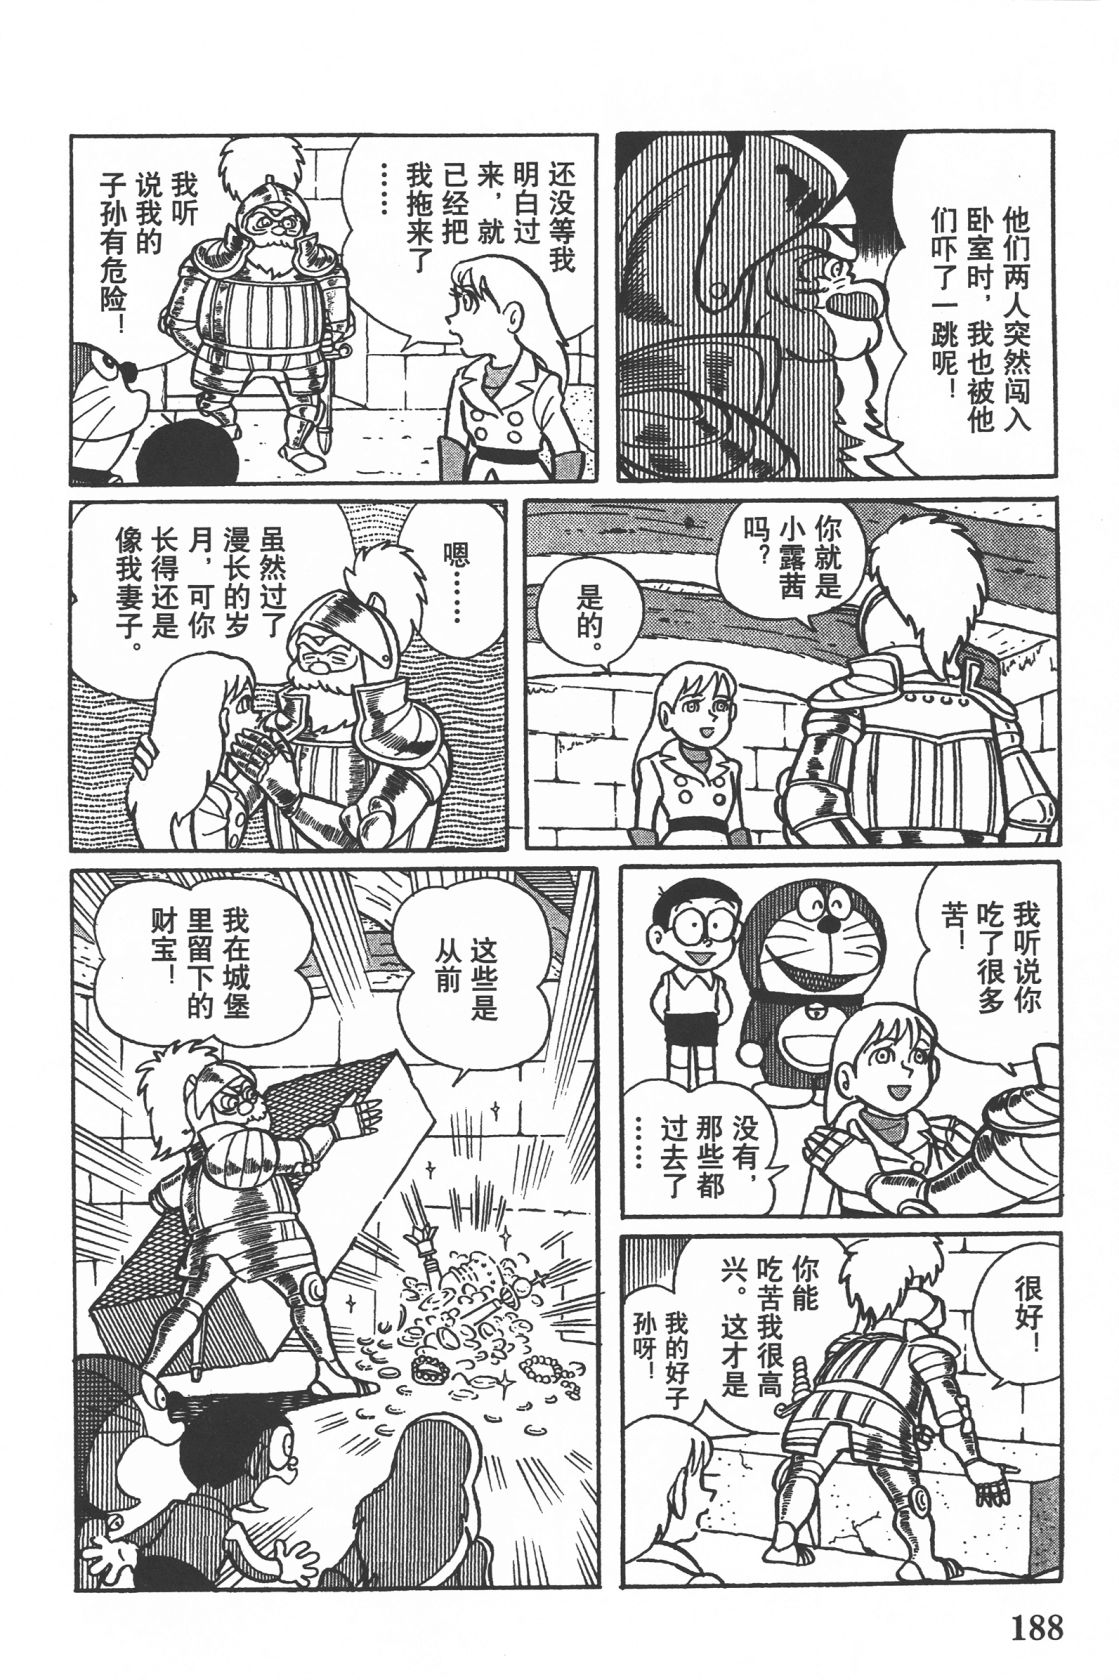 他们两人突然闯入
卧室时，我也被他
们吓了一跳呢！
还没等我
明白过
来，就
已经把
我拖来了
……
我听
说我的
子孙有危险！
你就是
小露茜
吗？
是的。
嗯……
虽然过了
漫长的岁
月，可你
长得还是
像我妻子。
我听说你
吃了很多
苦！
没有，
那些都
过去了
……
很好！
你能
吃苦我很高
兴。这才是
我的好子
孙呀！
这些是
从前
我在城堡
里留下的
财宝！
188